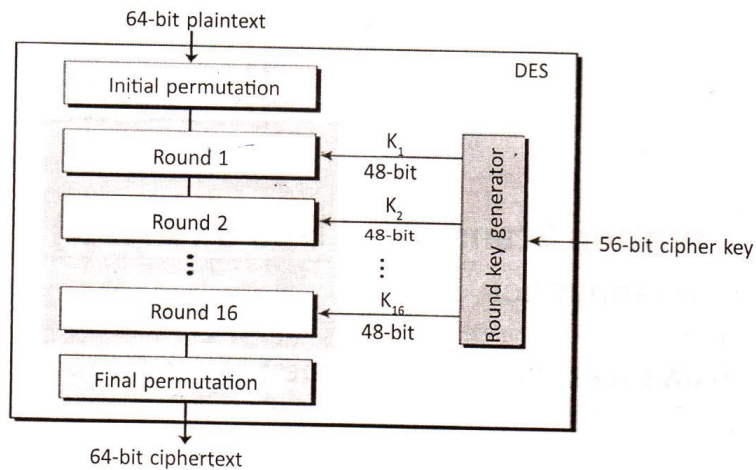 64-bit plaintext
DES
Initial permutation
Round 1
K1
48-bit
Round 2
K2
48-bit
Round key generator
56-bit cipher key
Round 16
K16
48-bit
Final permutation
64-bit ciphertext